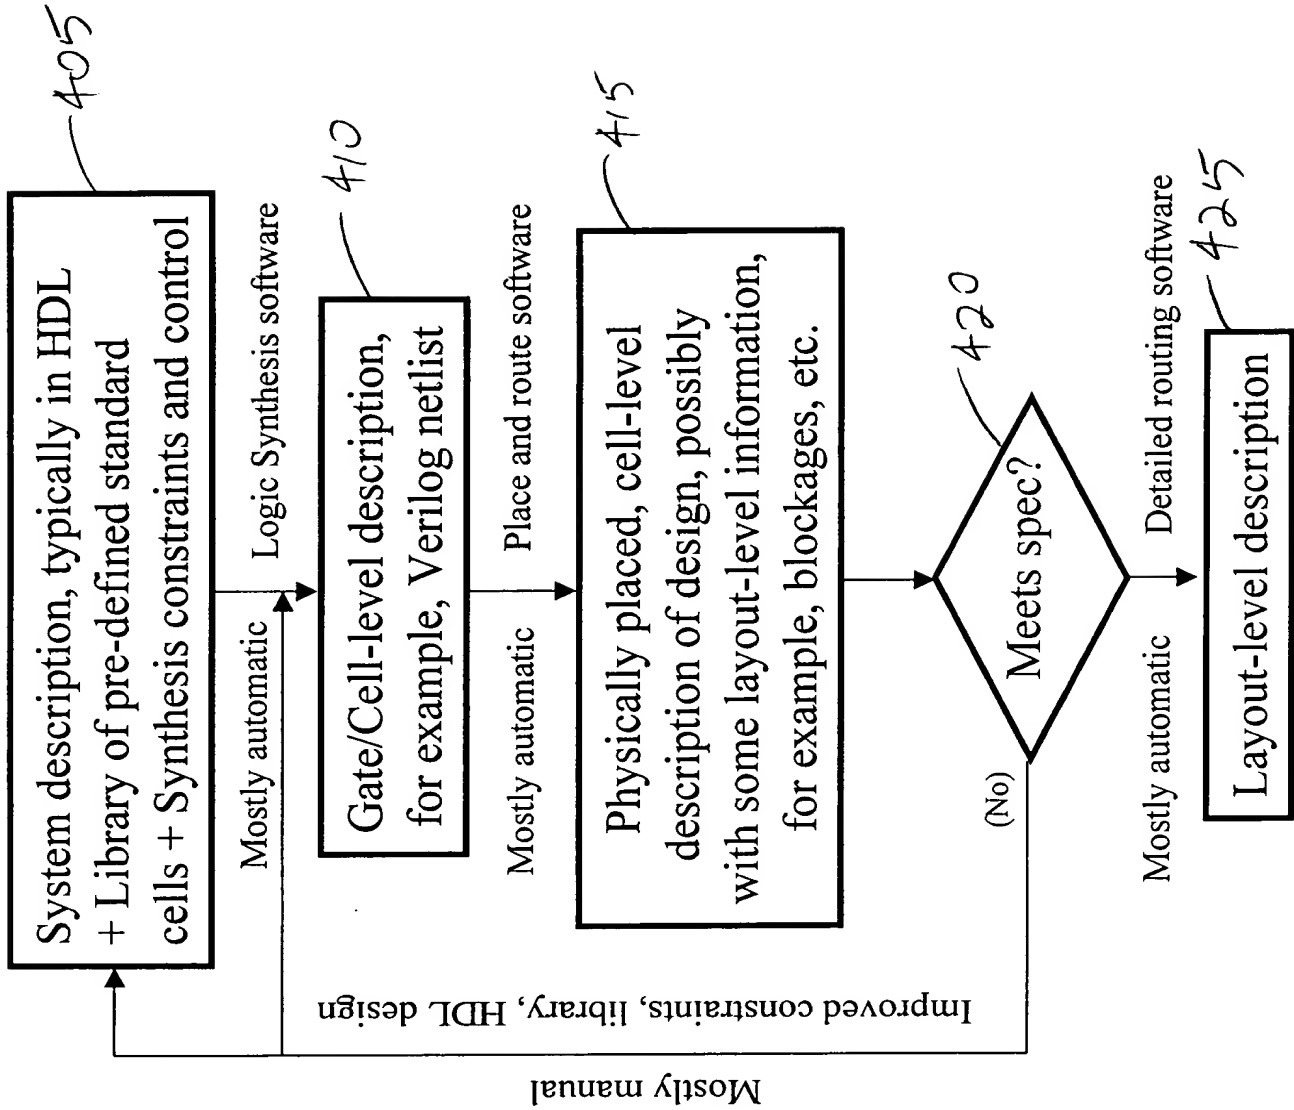 405
System description, typically in HDL
+ Library of pre-defined standard
cells + Synthesis constraints and control
Mostly automatic
Logic Synthesis software
410
Gate/Cell-level description,
for example, Verilog netlist
Mostly automatic
Place and route software
415
Physically placed, cell-level
description of design, possibly
with some layout-level information,
for example, blockages, etc.
420
Meets spec?
(No)
Improved constraints, library, HDL design
Mostly manual
Mostly automatic
Detailed routing software
425
Layout-level description